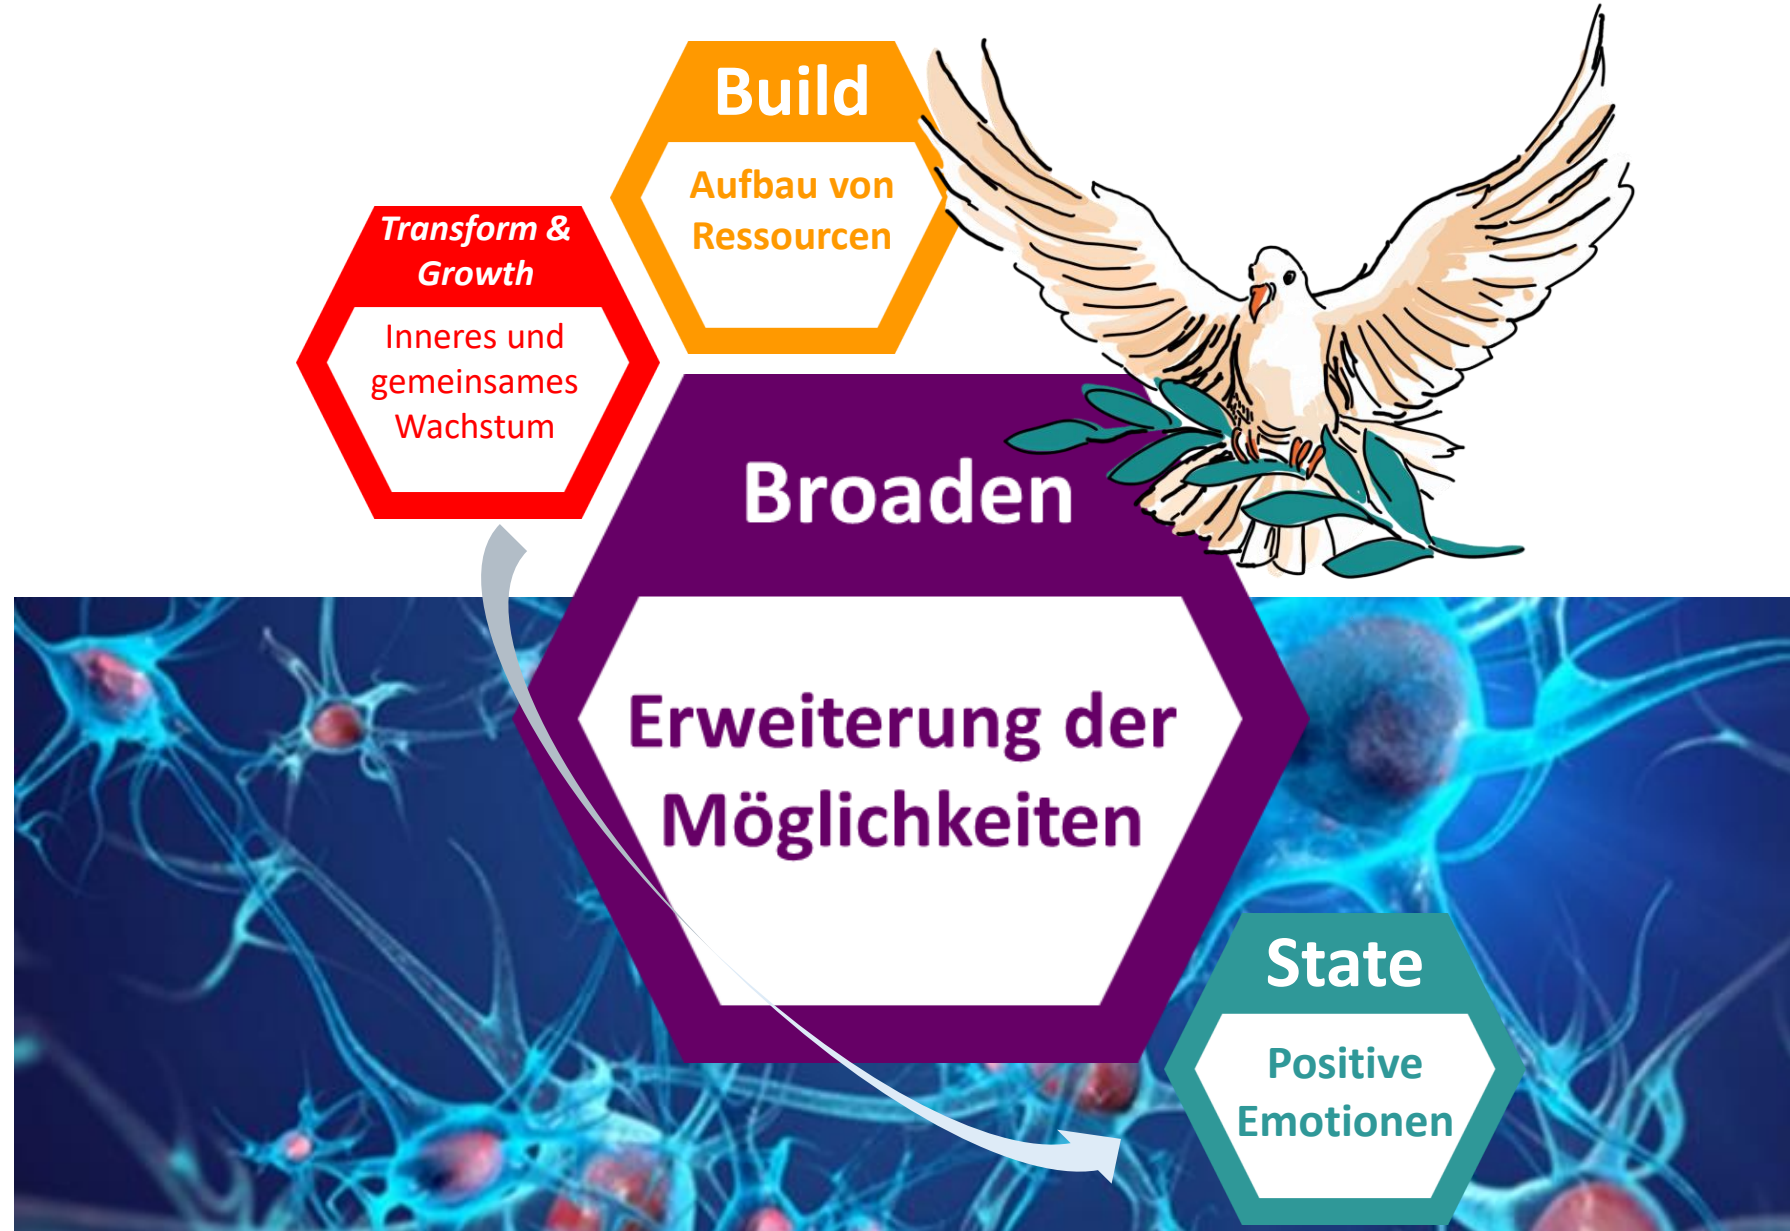 Build
Aufbau von
Ressourcen
Transform &
Growth
Inneres und
gemeinsames
Wachstum
Broaden
Erweiterung der
Möglichkeiten
State
Positive
Emotionen